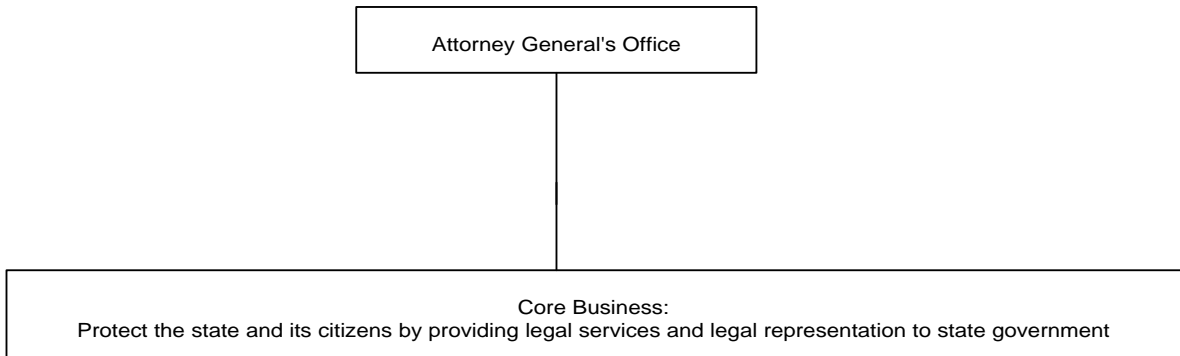 Attorney General's Office
Core Business:
Protect the state and its citizens by providing legal services and legal representation to state government